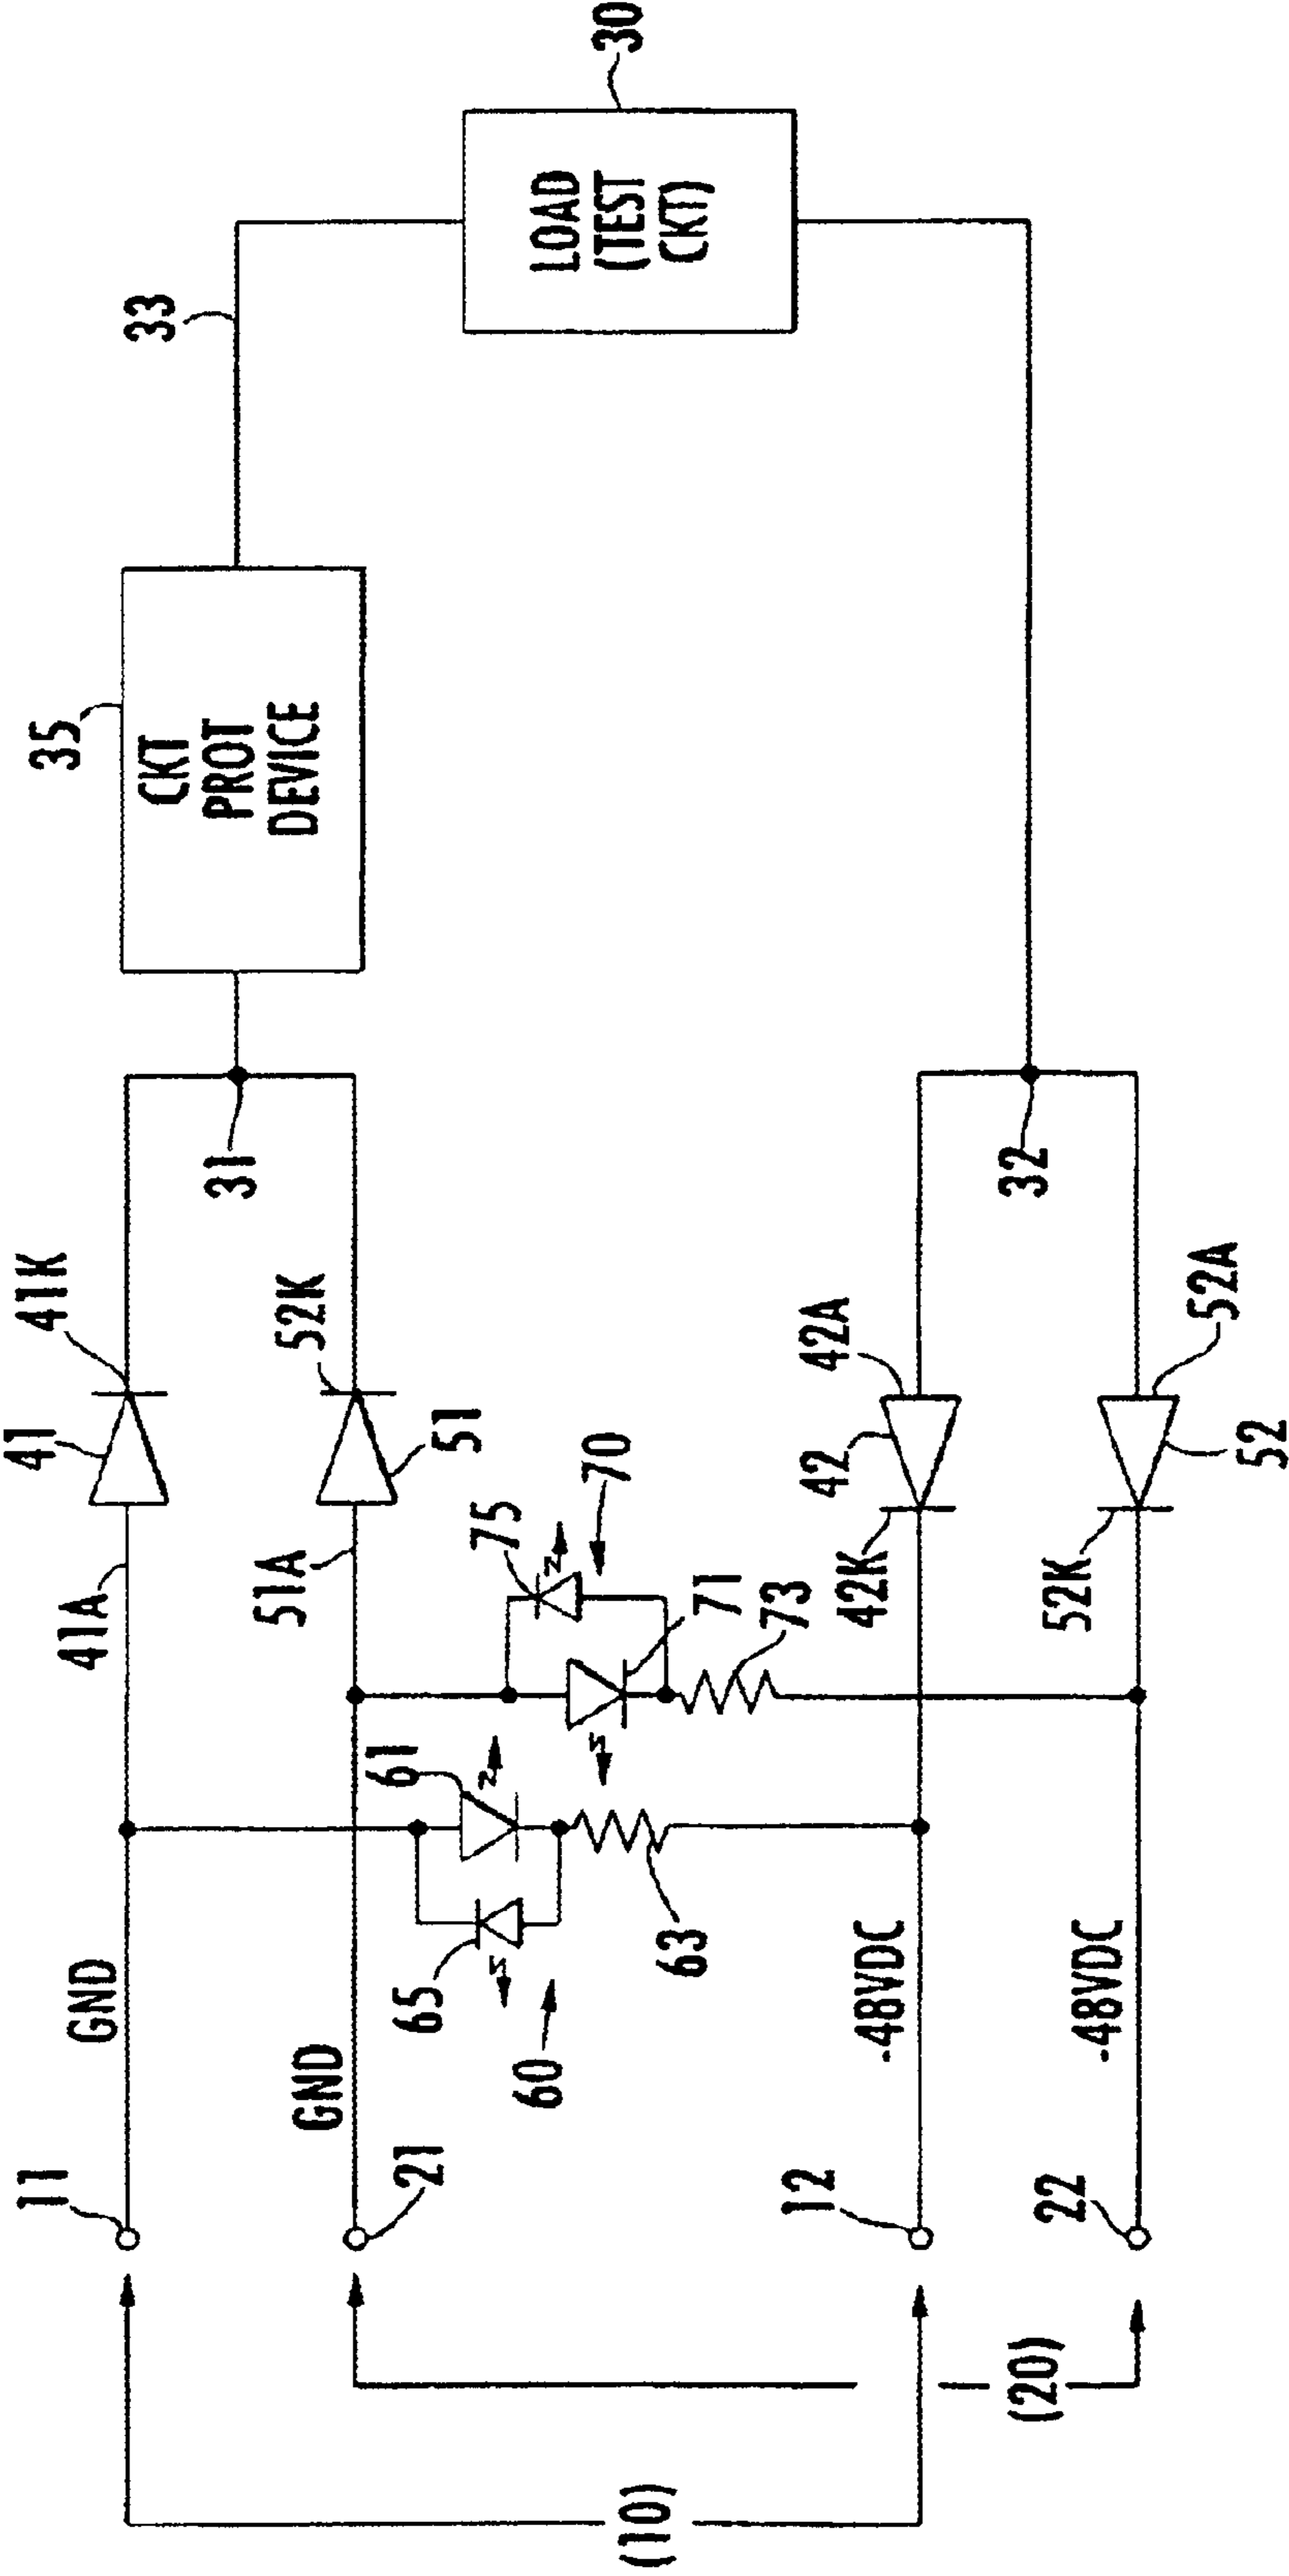 30
LOAD
(TEST
CKT)
33
35
CKT
PROT
DEVICE
31
32
41K
41
41A
52K
51
51A
42A
42
42K
52A
52
52K
75
70
71
73
61
65
63
60
GND
GND
-48VDC
-48VDC
11
21
12
22
(20)
(10)